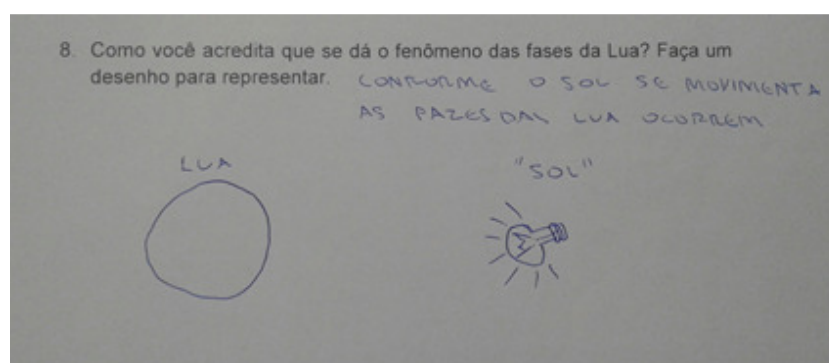 8. Como você acredita que se dá o fenômeno das fases da Lua? Faça um
desenho para representar. CONFORME O SOL SE MOVIMENTA
AS FAZES DAS LUA OCORREM
LUA "SOL"